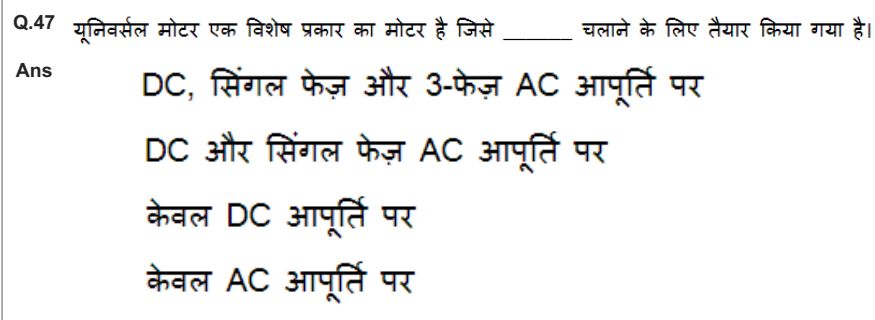 Q.47 यूनिवर्सल मोटर एक विशेष प्रकार का मोटर है जिसे ______ चलाने के लिए तैयार किया गया है।
Ans
DC, सिंगल फेज़ और 3-फेज़ AC आपूर्ति पर
DC और सिंगल फेज़ AC आपूर्ति पर
केवल DC आपूर्ति पर
केवल AC आपूर्ति पर